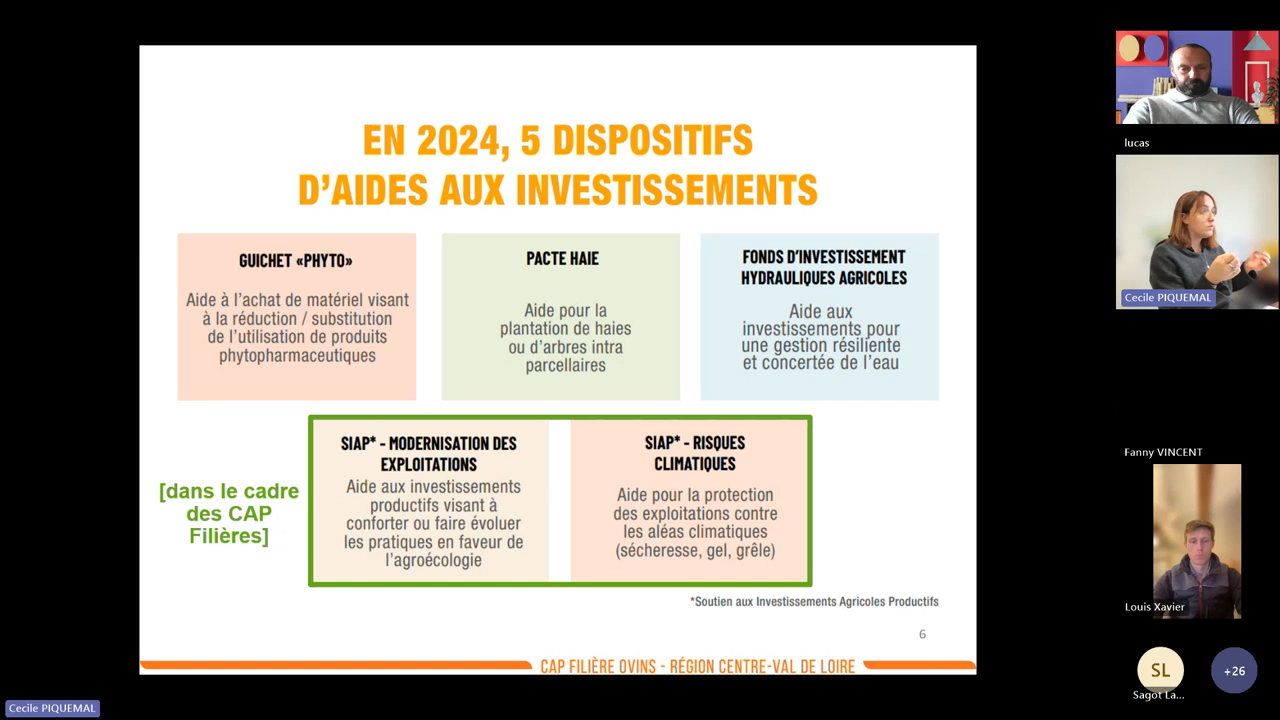 EN 2024, 5 DISPOSITIFS
D'AIDES AUX INVESTISSEMENTS
GUICHET «PHYTO»
Aide à l'achat de matériel visant
à la réduction / substitution
de l'utilisation de produits
phytopharmaceutiques
PACTE HAIE
Aide pour la
plantation de haies
ou d'arbres intra
parcellaires
FONDS D'INVESTISSEMENT
HYDRAULIQUES AGRICOLES
Aide aux
investissements pour
une gestion résiliente
et concertée de l'eau
[dans le cadre
des CAP
Filières]
SIAP* - MODERNISATION DES
EXPLOITATIONS
Aide aux investissements
productifs visant à
conforter ou faire évoluer
les pratiques en faveur de
l'agroécologie
SIAP* - RISQUES
CLIMATIQUES
Aide pour la protection
des exploitations contre
les aléas climatiques
(sécheresse, gel, grêle)
*Soutien aux Investissements Agricoles Productifs
6
CAP FILIÈRE OVINS - RÉGION CENTRE-VAL DE LOIRE
Cecile PIQUEMAL
lucas
Cecile PIQUEMAL
Fanny VINCENT
Louis Xavier
SL
Sagot La...
+26